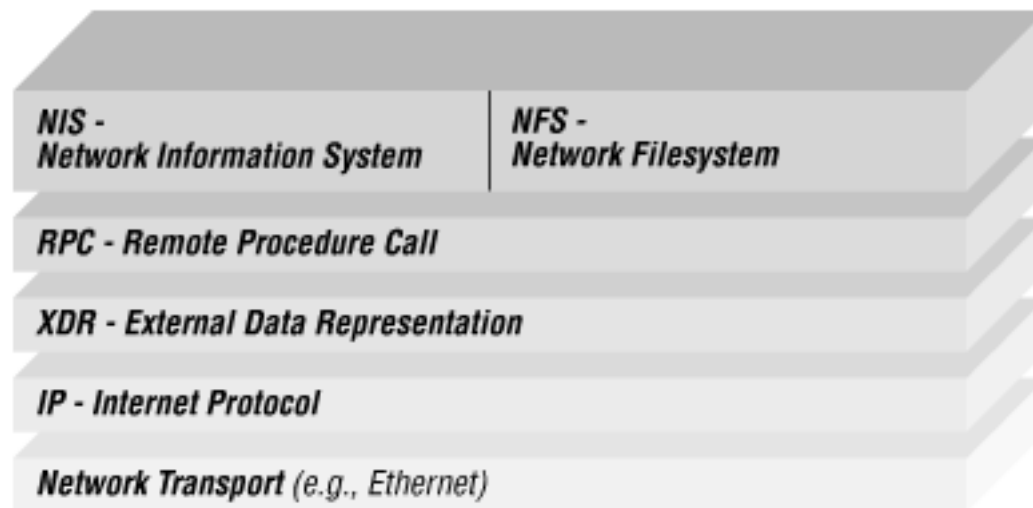 NIS -
Network Information System
NFS -
Network Filesystem
RPC - Remote Procedure Call
XDR - External Data Representation
IP - Internet Protocol
Network Transport (e.g., Ethernet)